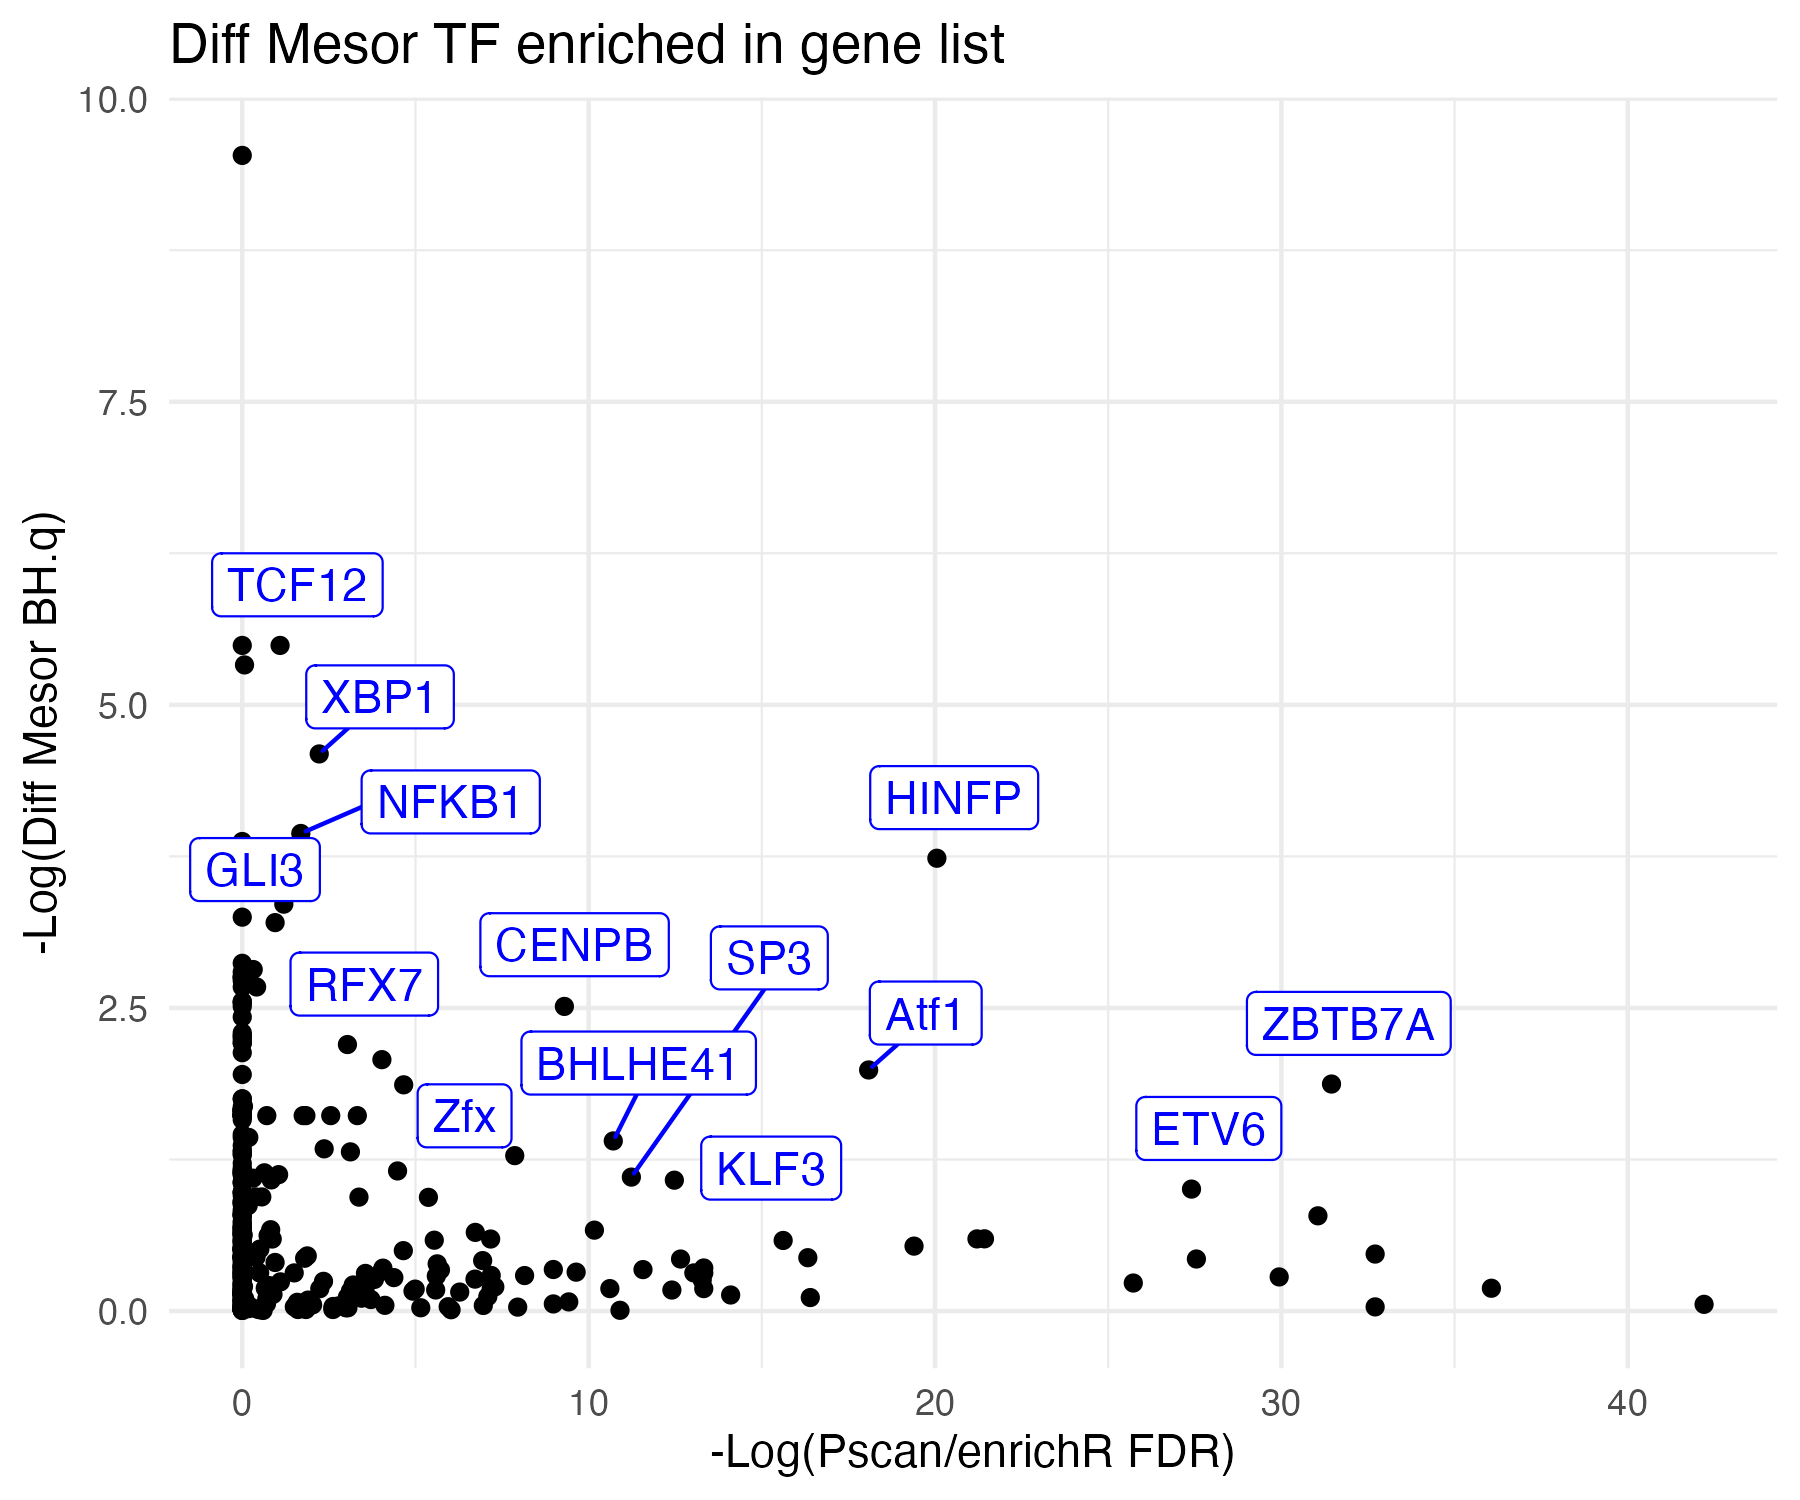 Diff Mesor TF enriched in gene list
10.0
7.5
5.0
2.5
0.0
-Log(Diff Mesor BH.q)
TCF12
XBP1
NFKB1
HINFP
GLI3
CENPB
SP3
RFX7
Atf1
ZBTB7A
BHLHE41
Zfx
ETV6
KLF3
0
10
20
30
40
-Log(Pscan/enrichR FDR)